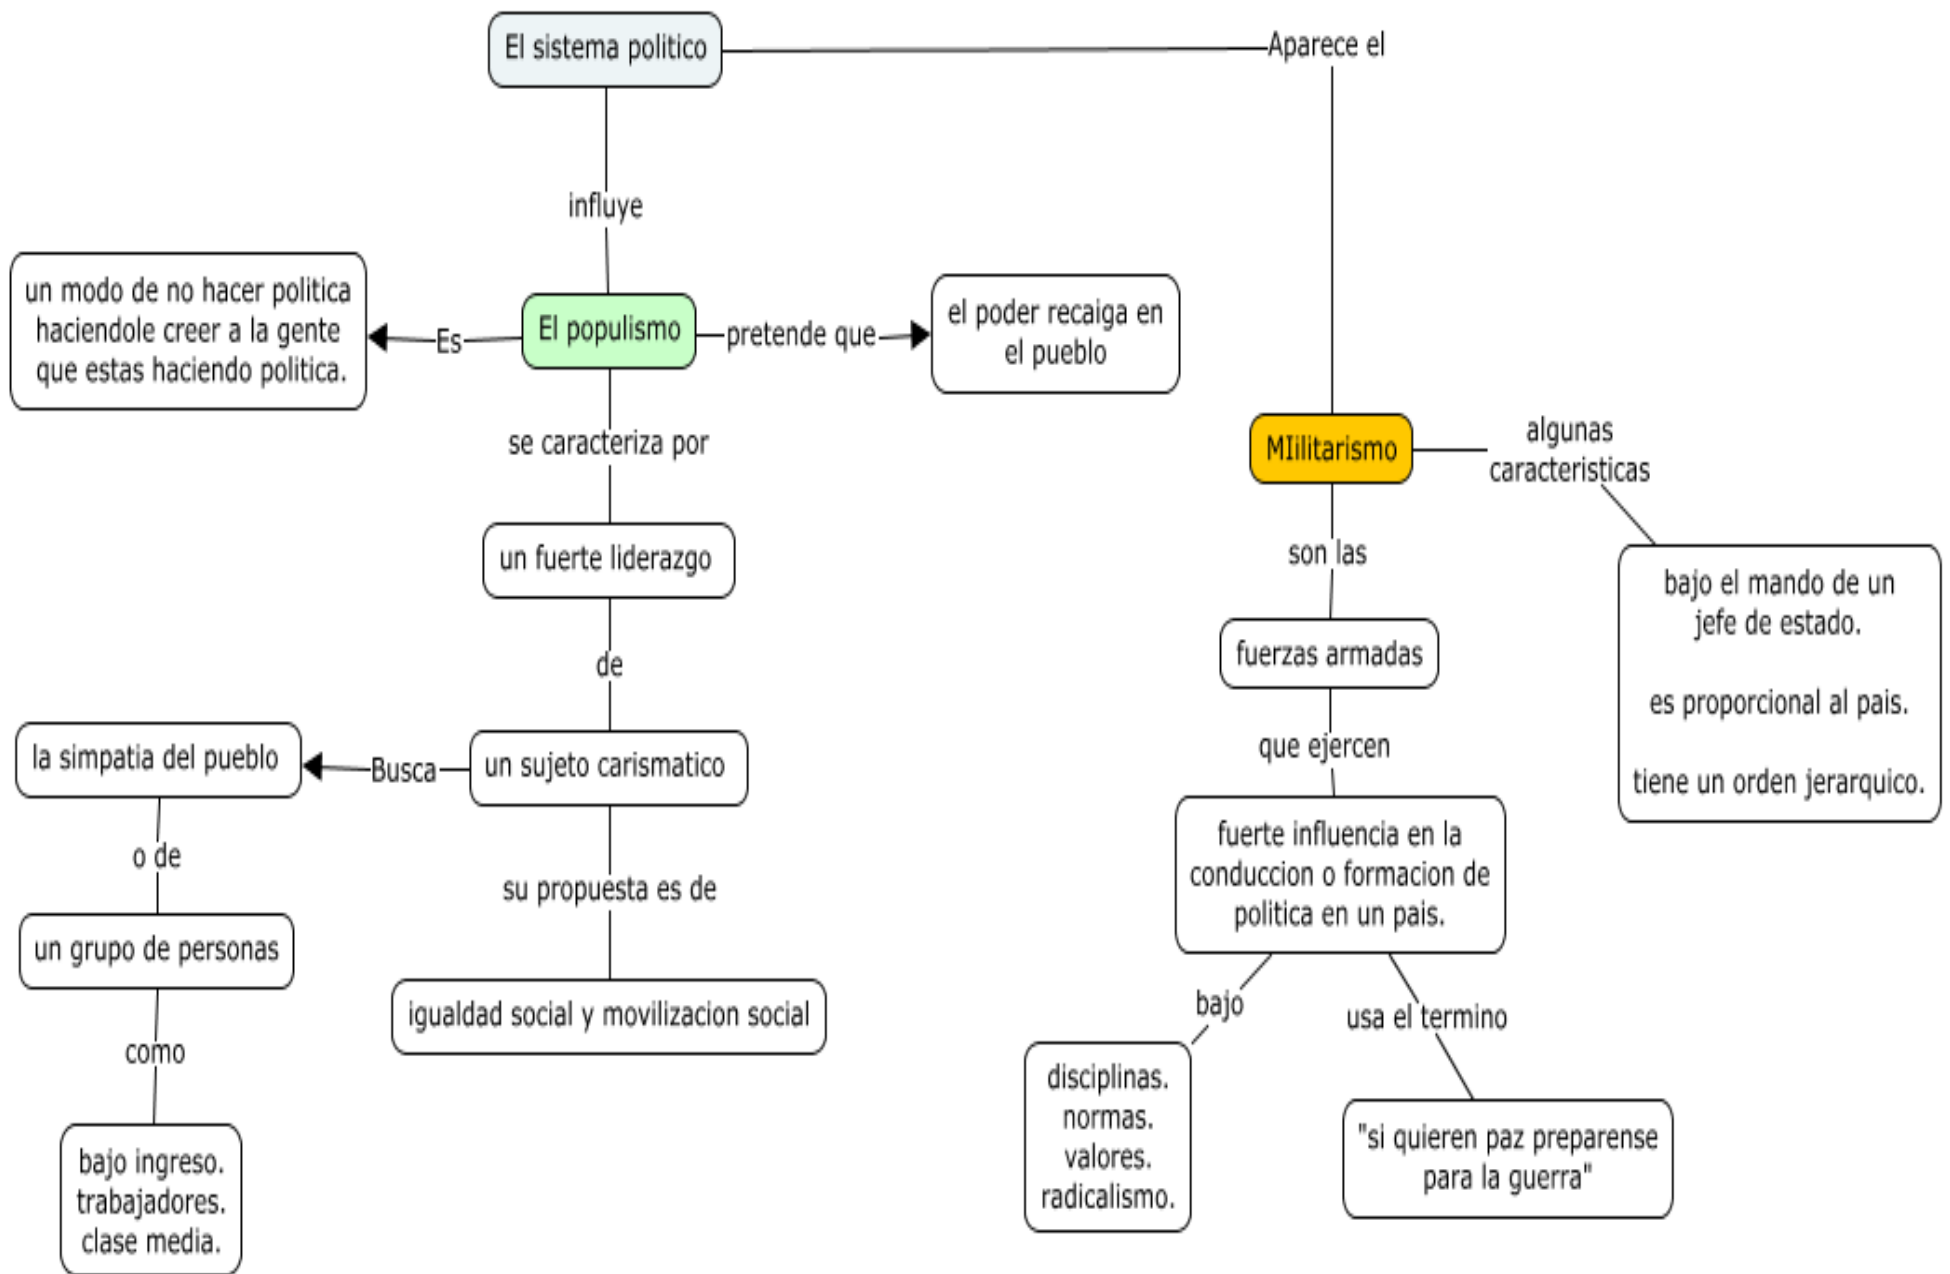 El sistema politico
Aparece el
influye
un modo de no hacer politica
haciendole creer a la gente
que estas haciendo politica.
Es
El populismo
pretende que
el poder recaiga en
el pueblo
se caracteriza por
un fuerte liderazgo
de
un sujeto carismatico
Busca
la simpatia del pueblo
o de
un grupo de personas
como
bajo ingreso.
trabajadores.
clase media.
su propuesta es de
igualdad social y movilizacion social
MIilitarismo
algunas
caracteristicas
bajo el mando de un
jefe de estado.
es proporcional al pais.
tiene un orden jerarquico.
son las
fuerzas armadas
que ejercen
fuerte influencia en la
conduccion o formacion de
politica en un pais.
bajo
disciplinas.
normas.
valores.
radicalismo.
usa el termino
"si quieren paz preparense
para la guerra"